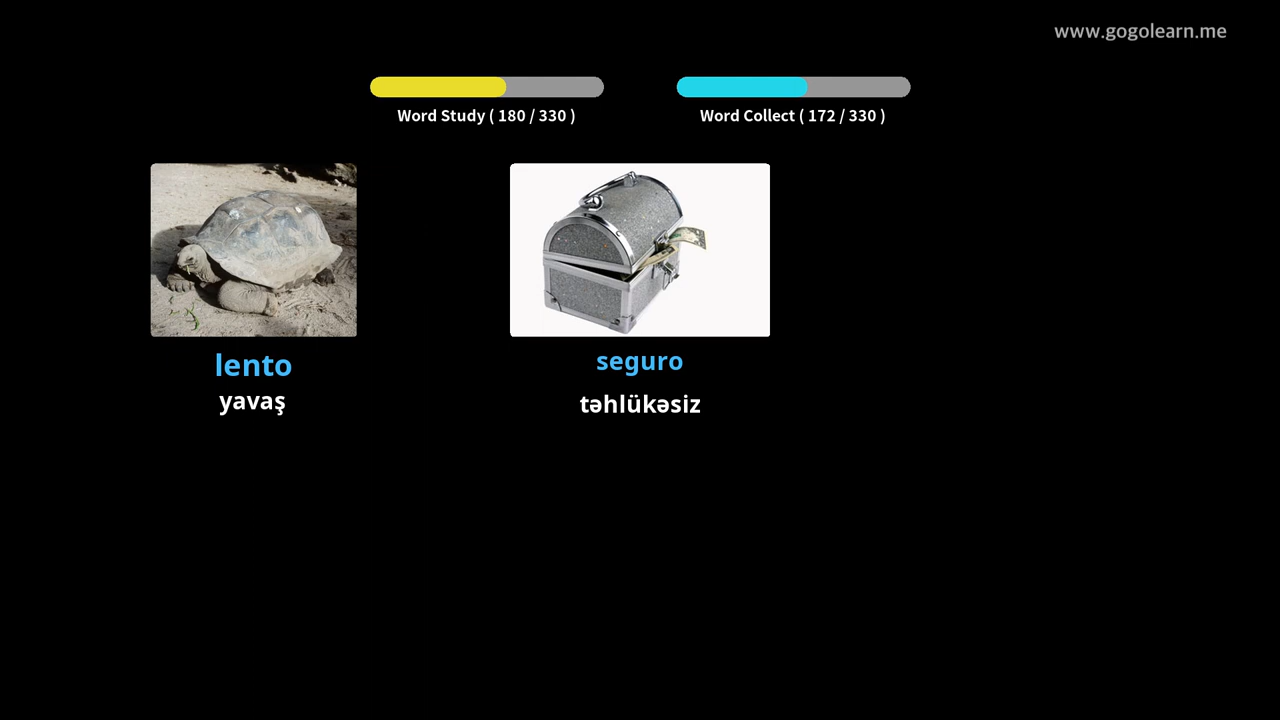 www.gogolearn.me
Word Study ( 180 / 330 )
Word Collect ( 172 / 330 )
lento
yavaş
seguro
təhlükəsiz